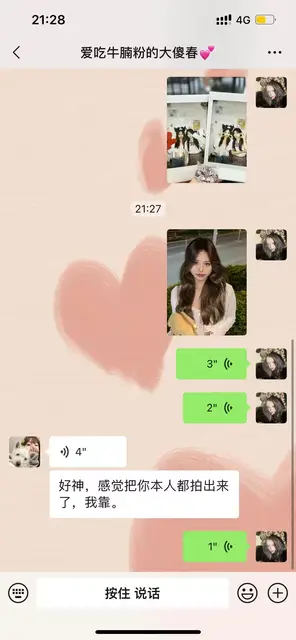 21:28
4G
爱吃牛腩粉的大傻春💕
21:27
3"
2"
4"
好神，感觉把你本人都拍出来
了，我靠。
1"
按住 说话